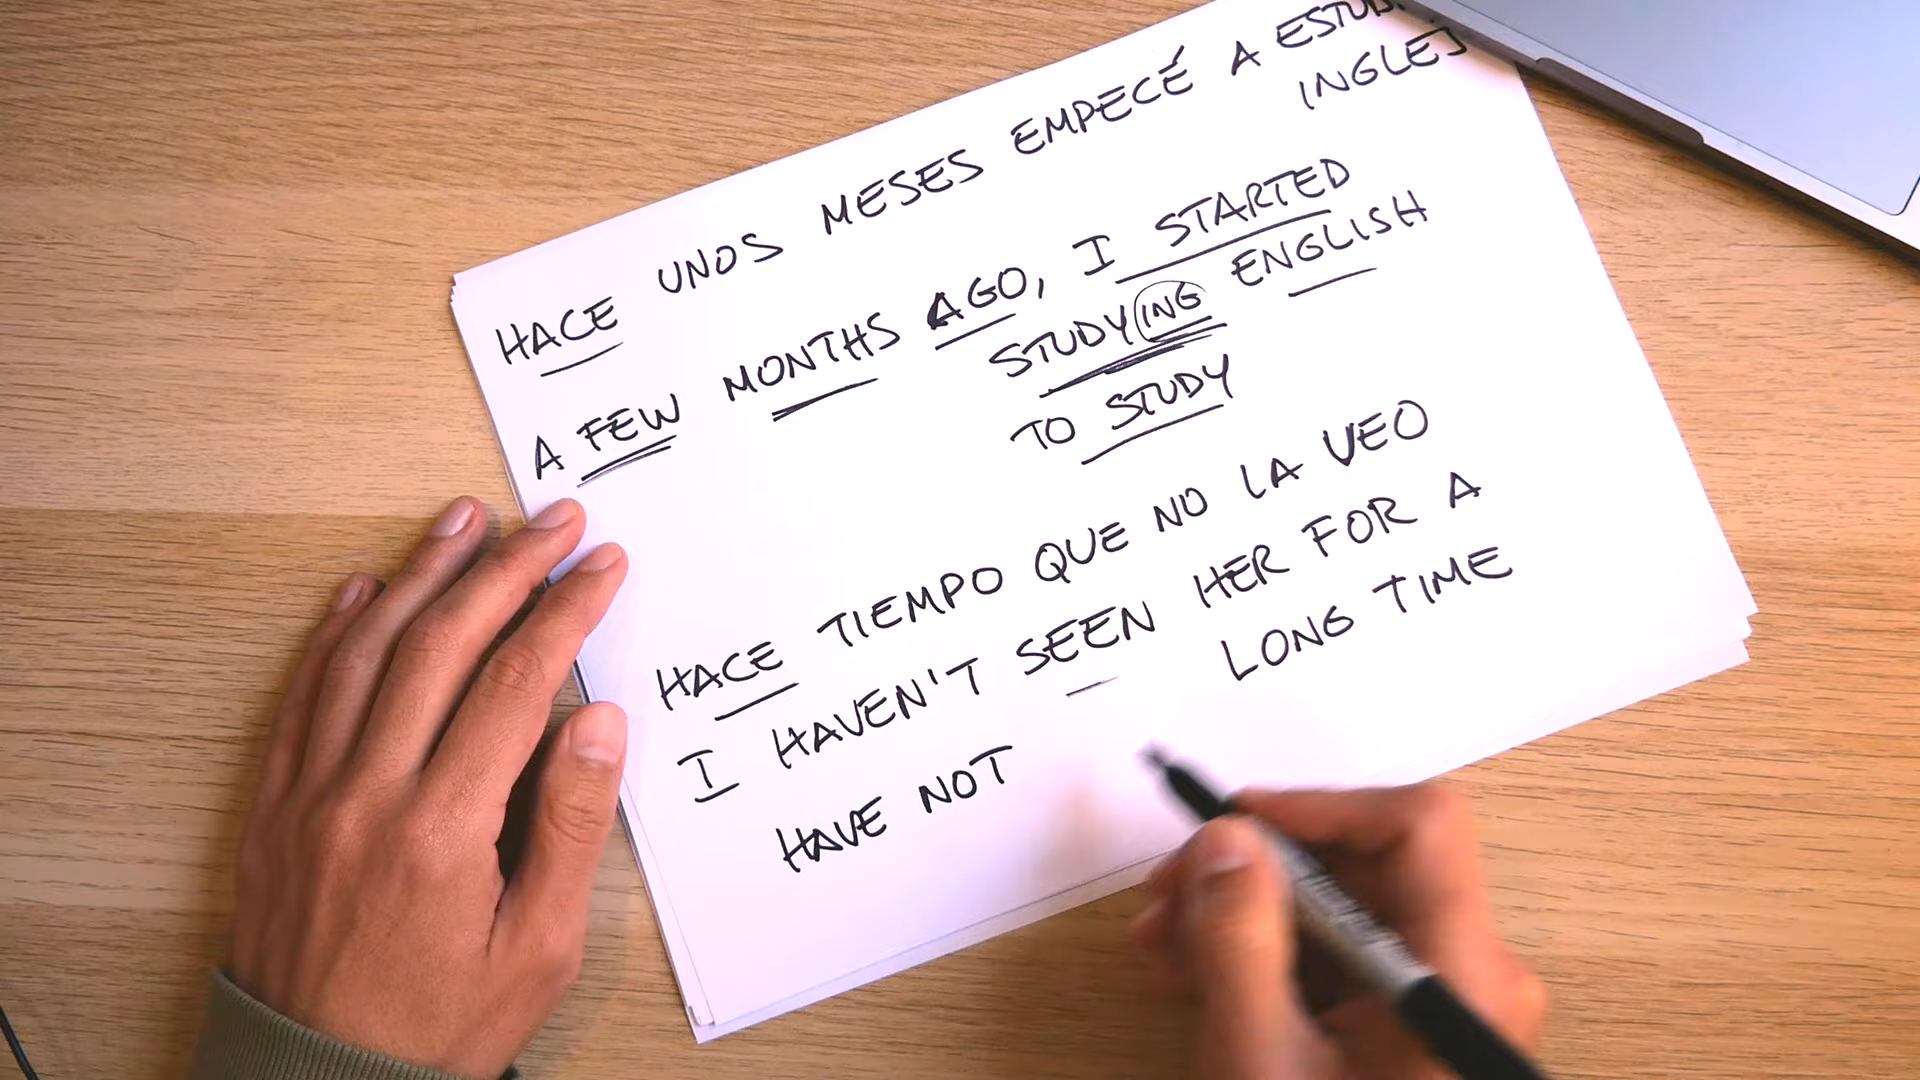 HACE UNOS MESES EMPECÉ A
INGLES
A FEW MONTHS AGO, I STARTED
STUDYING ENGLISH
TO STUDY
HACE TIEMPO QUE NO LA VEO
I HAVEN'T SEEN HER FOR A
LONG TIME
HAVE NOT